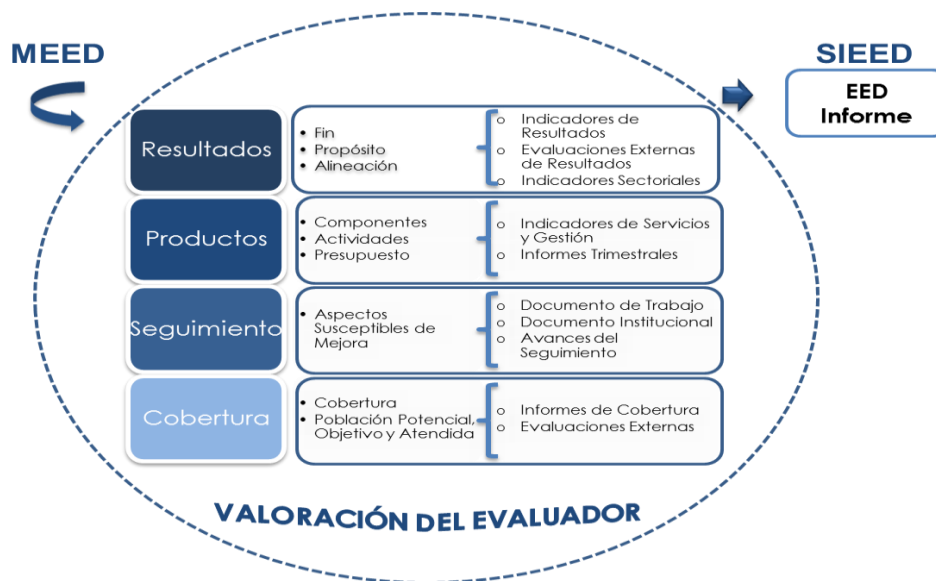 MEED
SIEED
EED
Informe
Resultados
• Fin
• Propósito
• Alineación
o Indicadores de
Resultados
o Evaluaciones Externas
de Resultados
o Indicadores Sectoriales
Productos
• Componentes
• Actividades
• Presupuesto
o Indicadores de Servicios
y Gestión
o Informes Trimestrales
Seguimiento
• Aspectos
Susceptibles de
Mejora
o Documento de Trabajo
o Documento Institucional
o Avances del
Seguimiento
Cobertura
• Cobertura
• Población Potencial,
Objetivo y Atendida
o Informes de Cobertura
o Evaluaciones Externas
VALORACIÓN DEL EVALUADOR